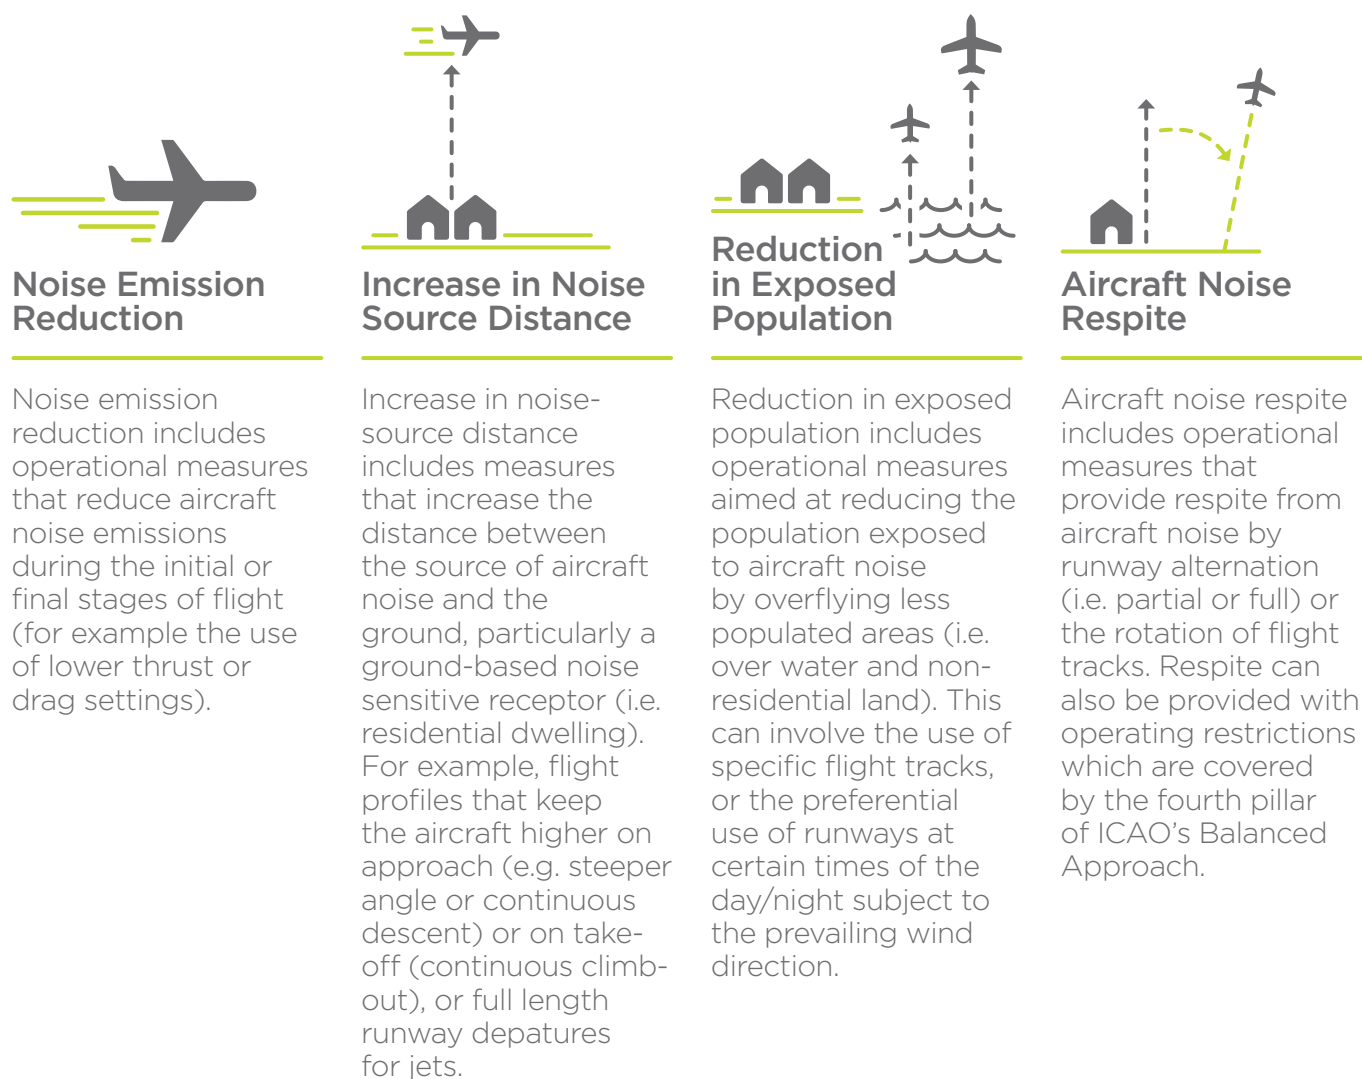 Noise Emission
Reduction
Noise emission
reduction includes
operational measures
that reduce aircraft
noise emissions
during the initial or
final stages of flight
(for example the use
of lower thrust or
drag settings).
Increase in Noise
Source Distance
Increase in noise-
source distance
includes measures
that increase the
distance between
the source of aircraft
noise and the
ground, particularly a
ground-based noise
sensitive receptor (i.e.
residential dwelling).
For example, flight
profiles that keep
the aircraft higher on
approach (e.g. steeper
angle or continuous
descent) or on take-
off (continuous climb-
out), or full length
runway depatures
for jets.
Reduction
in Exposed
Population
Reduction in exposed
population includes
operational measures
aimed at reducing the
population exposed
to aircraft noise
by overflying less
populated areas (i.e.
over water and non-
residential land). This
can involve the use of
specific flight tracks,
or the preferential
use of runways at
certain times of the
day/night subject to
the prevailing wind
direction.
Aircraft Noise
Respite
Aircraft noise respite
includes operational
measures that
provide respite from
aircraft noise by
runway alternation
(i.e. partial or full) or
the rotation of flight
tracks. Respite can
also be provided with
operating restrictions
which are covered
by the fourth pillar
of ICAO’s Balanced
Approach.